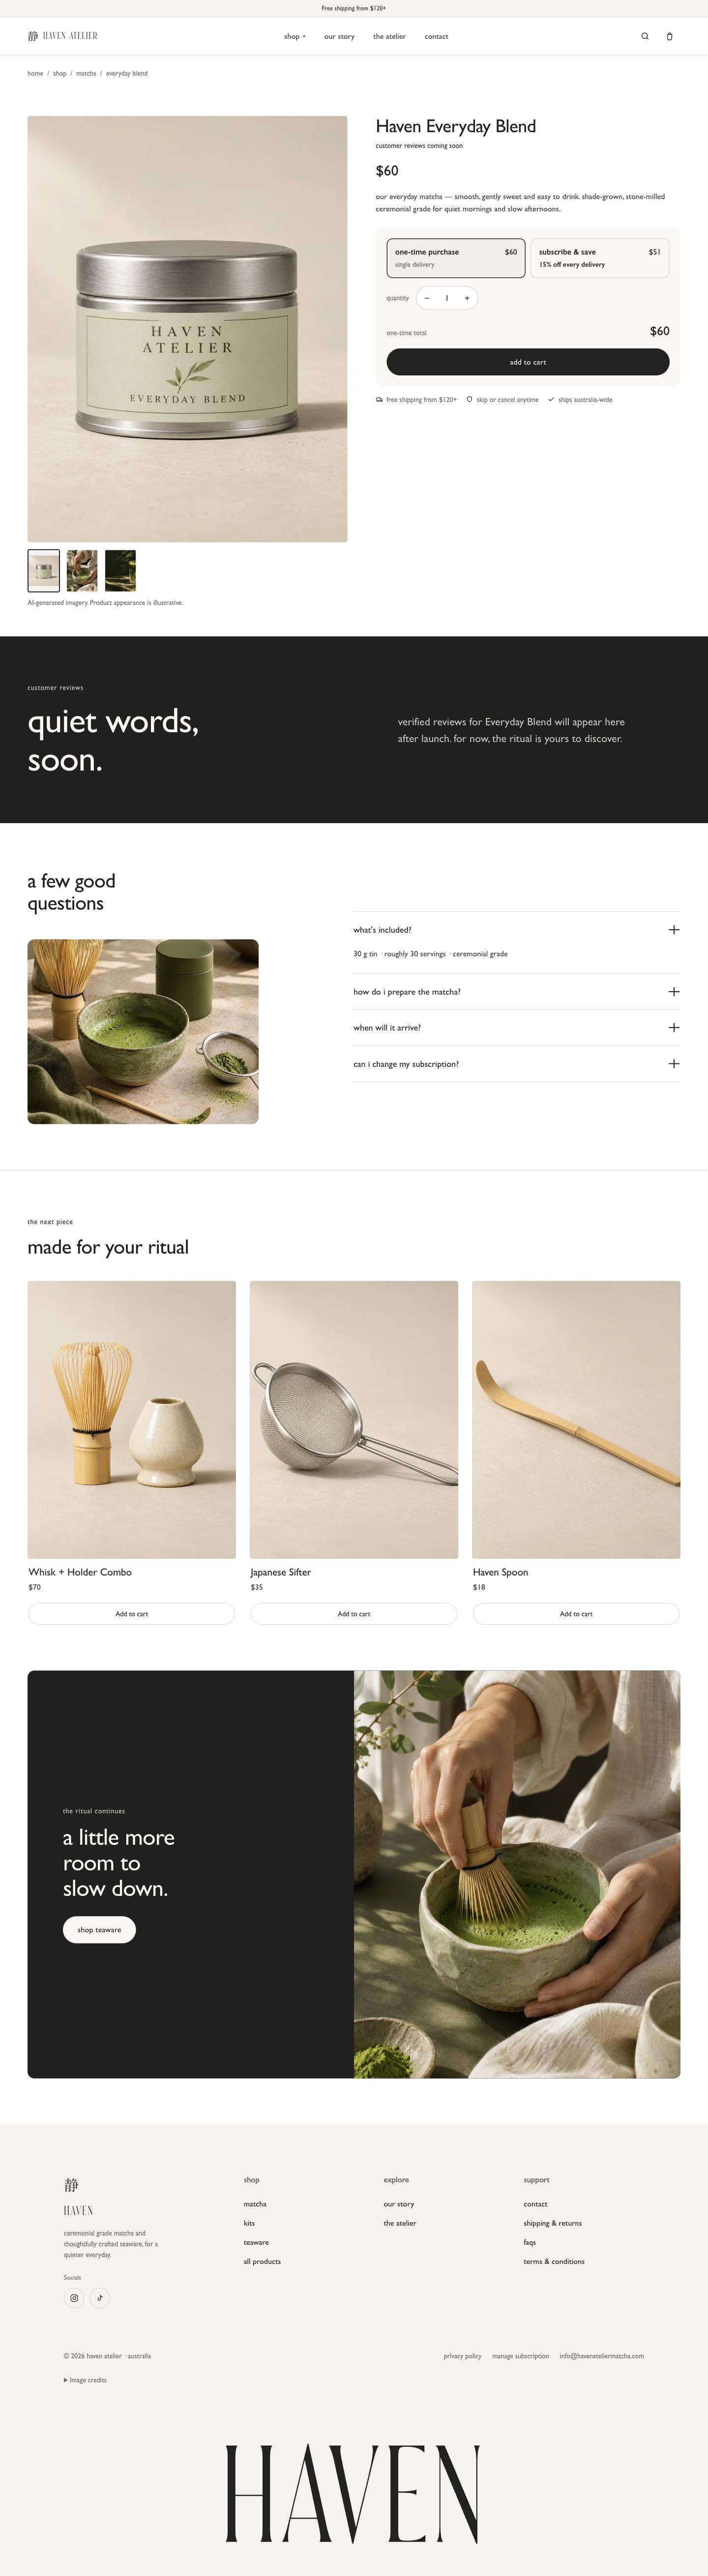 Free shipping from $120+
静 HAVEN ATELIER
shop
our story
the atelier
contact
home / shop / matcha / everyday blend
HAVEN
ATELIER
EVERYDAY BLEND
AI-generated imagery. Product appearance is illustrative.
Haven Everyday Blend
customer reviews coming soon
$60
our everyday matcha — smooth, gently sweet and easy to drink. shade-grown, stone-milled
ceremonial grade for quiet mornings and slow afternoons.
one-time purchase $60
single delivery
subscribe & save $51
15% off every delivery
quantity − 1 +
one-time total $60
add to cart
free shipping from $120+
skip or cancel anytime
ships australia-wide
customer reviews
quiet words,
soon.
verified reviews for Everyday Blend will appear here
after launch. for now, the ritual is yours to discover.
a few good
questions
what's included?
30 g tin · roughly 30 servings · ceremonial grade
how do i prepare the matcha?
when will it arrive?
can i change my subscription?
the next piece
made for your ritual
Whisk + Holder Combo
$70
Add to cart
Japanese Sifter
$35
Add to cart
Haven Spoon
$18
Add to cart
the ritual continues
a little more
room to
slow down.
shop teaware
静
HAVEN
ceremonial grade matcha and
thoughtfully crafted teaware, for a
quieter everyday.
Socials
shop
matcha
kits
teaware
all products
explore
our story
the atelier
support
contact
shipping & returns
faqs
terms & conditions
© 2026 haven atelier · australia
privacy policy
manage subscription
info@havenateliermatcha.com
Image credits
HAVEN